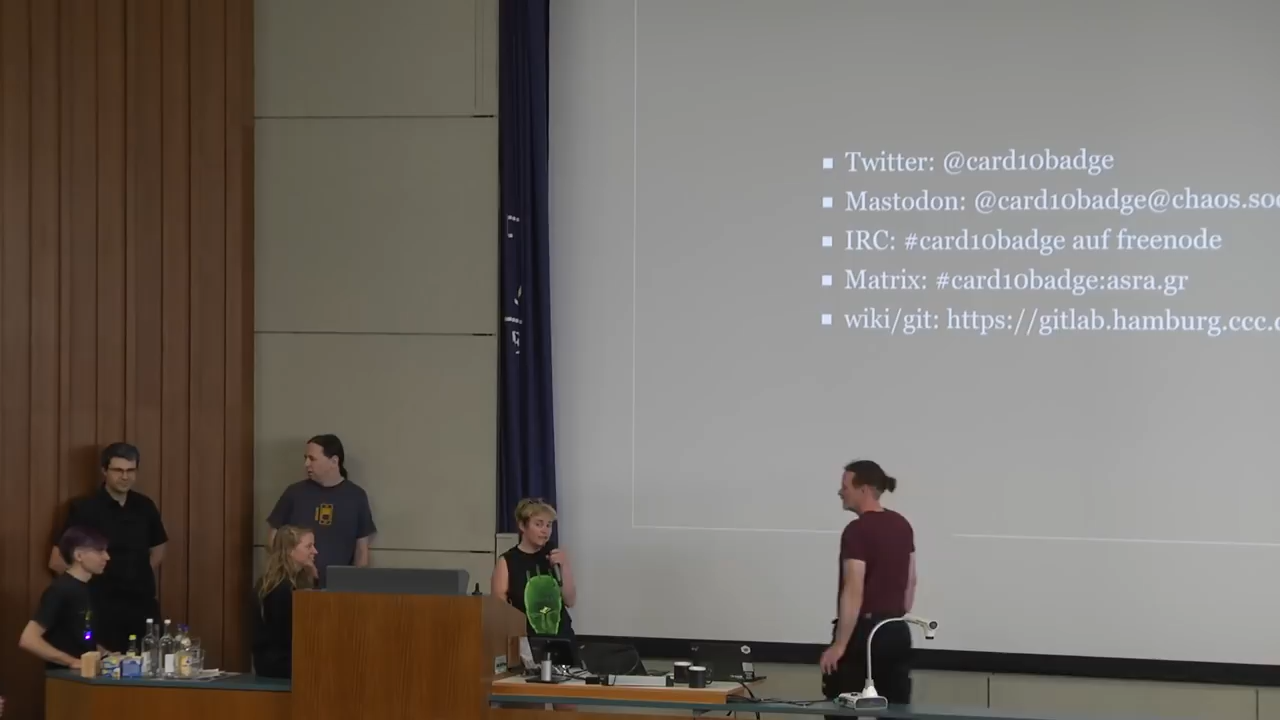 Twitter: @card10badge
Mastodon: @card10badge@chaos.so
IRC: #card10badge auf freenode
Matrix: #card10badge:asra.gr
wiki/git: https://gitlab.hamburg.ccc.